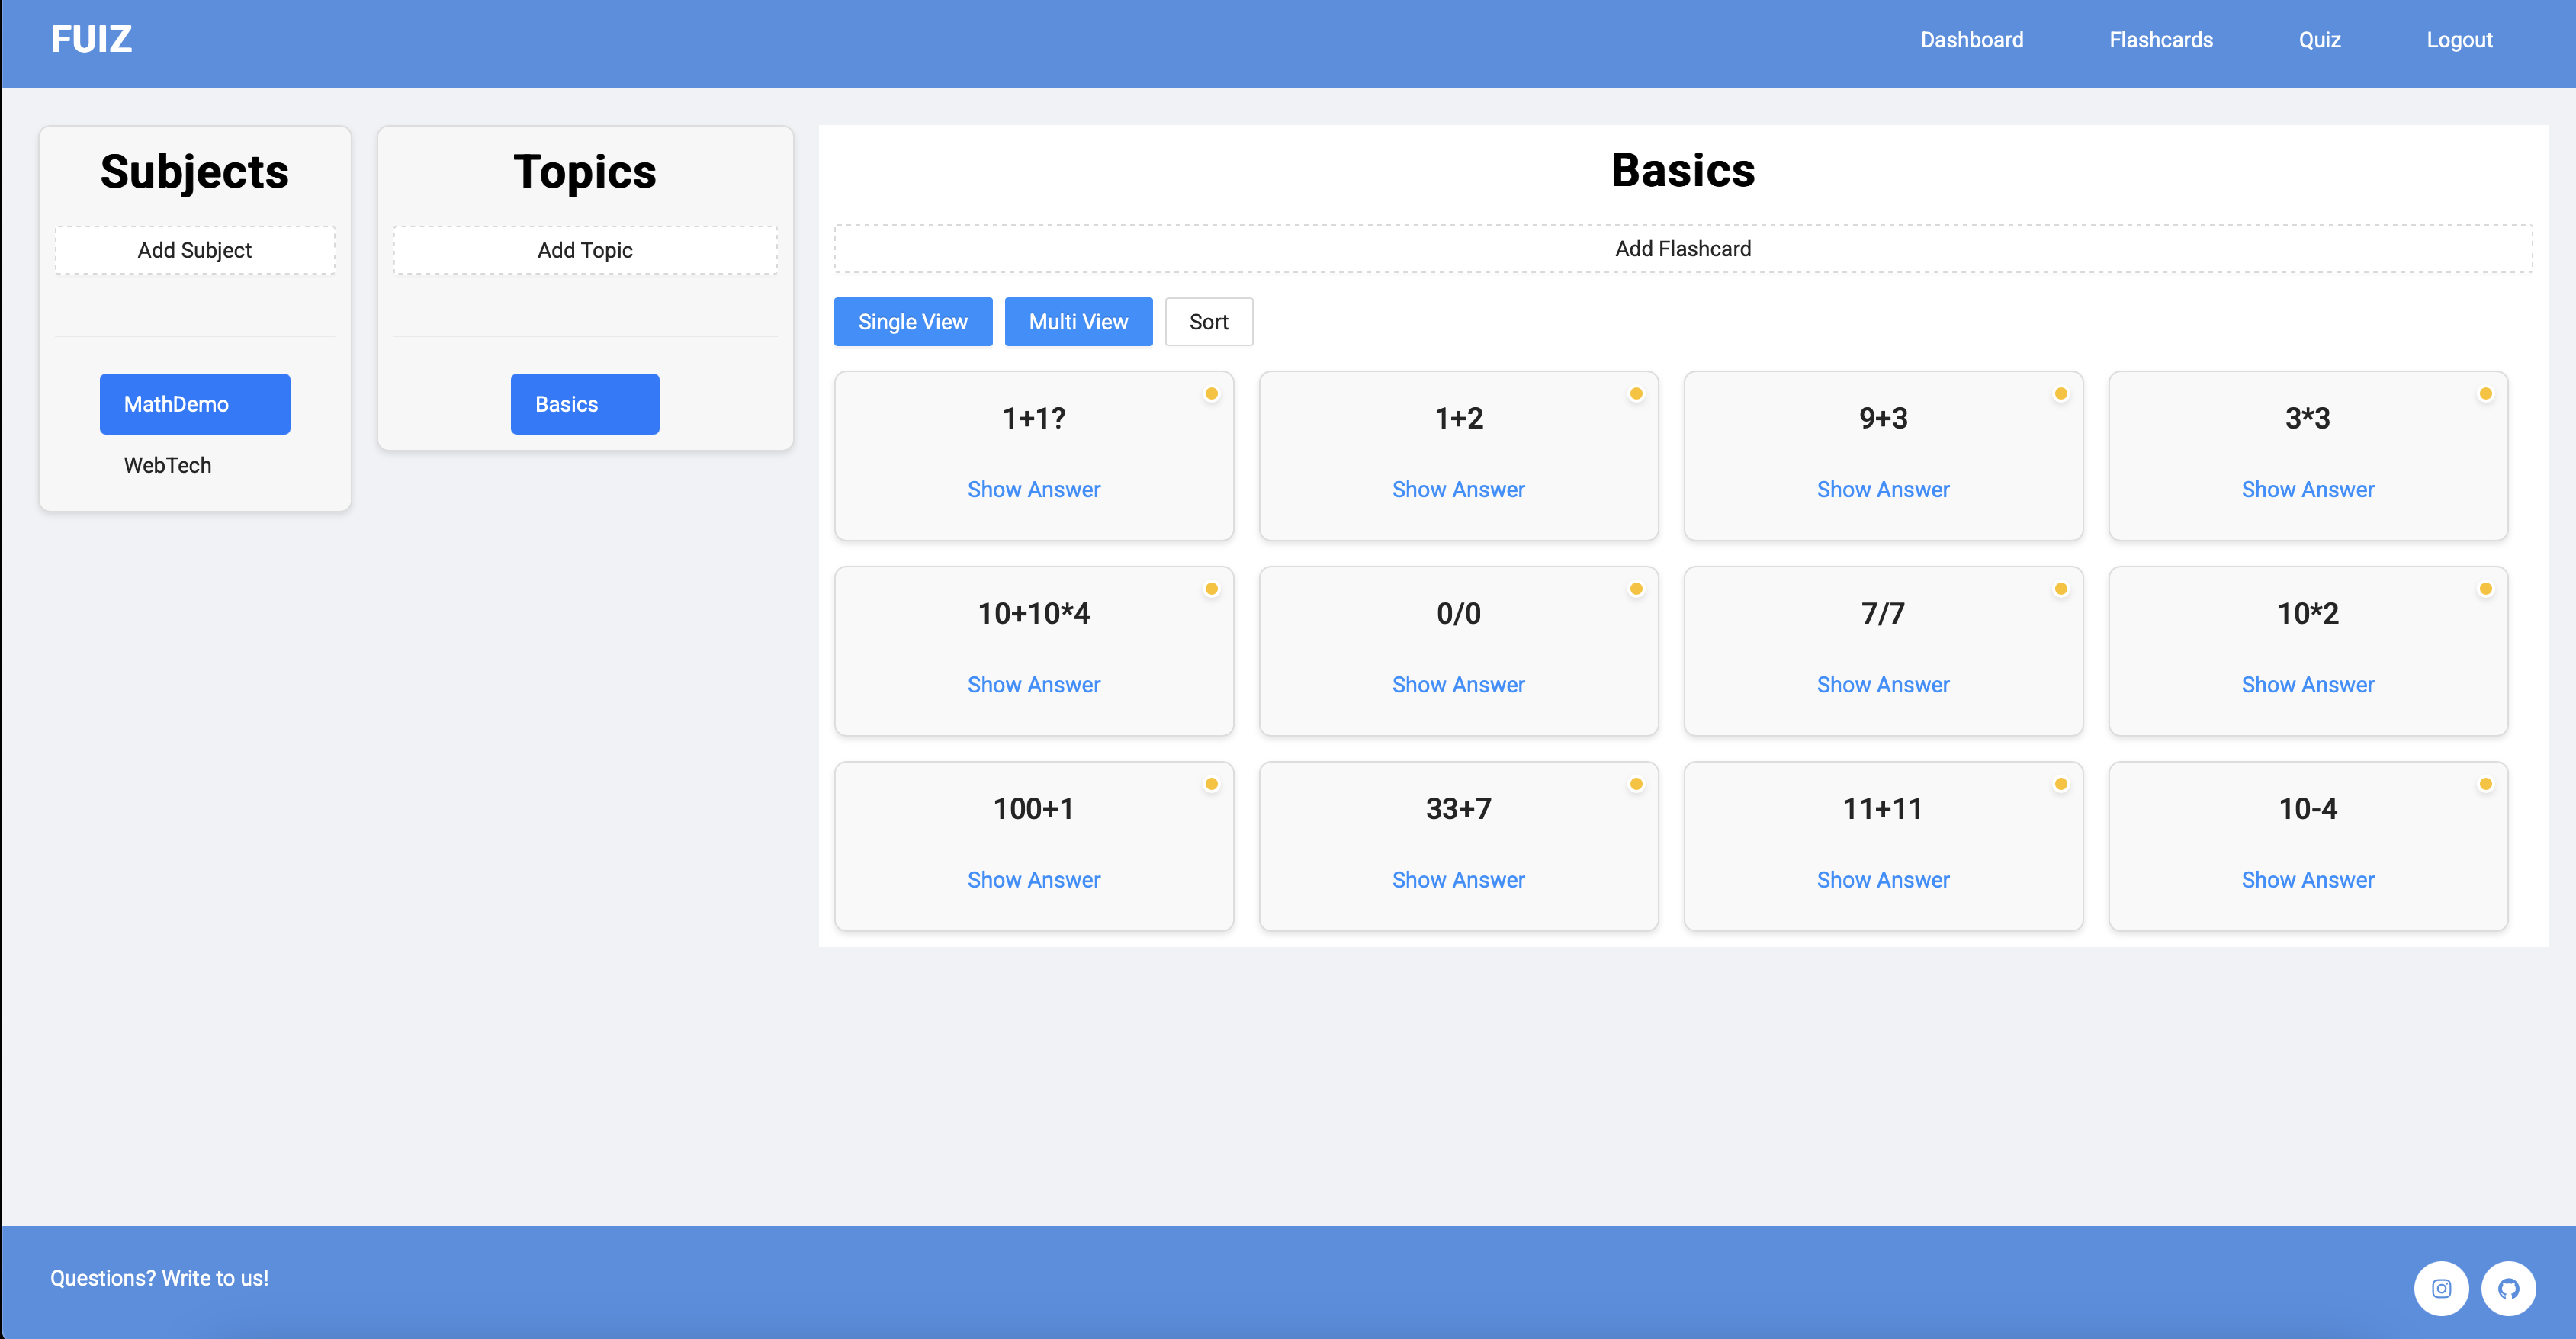 FUIZ
Dashboard Flashcards Quiz Logout
Subjects
Add Subject
MathDemo
WebTech
Topics
Add Topic
Basics
Basics
Add Flashcard
Single View Multi View Sort
1+1? 1+2 9+3 3*3
Show Answer Show Answer Show Answer Show Answer
10+10*4 0/0 7/7 10*2
Show Answer Show Answer Show Answer Show Answer
100+1 33+7 11+11 10-4
Show Answer Show Answer Show Answer Show Answer
Questions? Write to us!